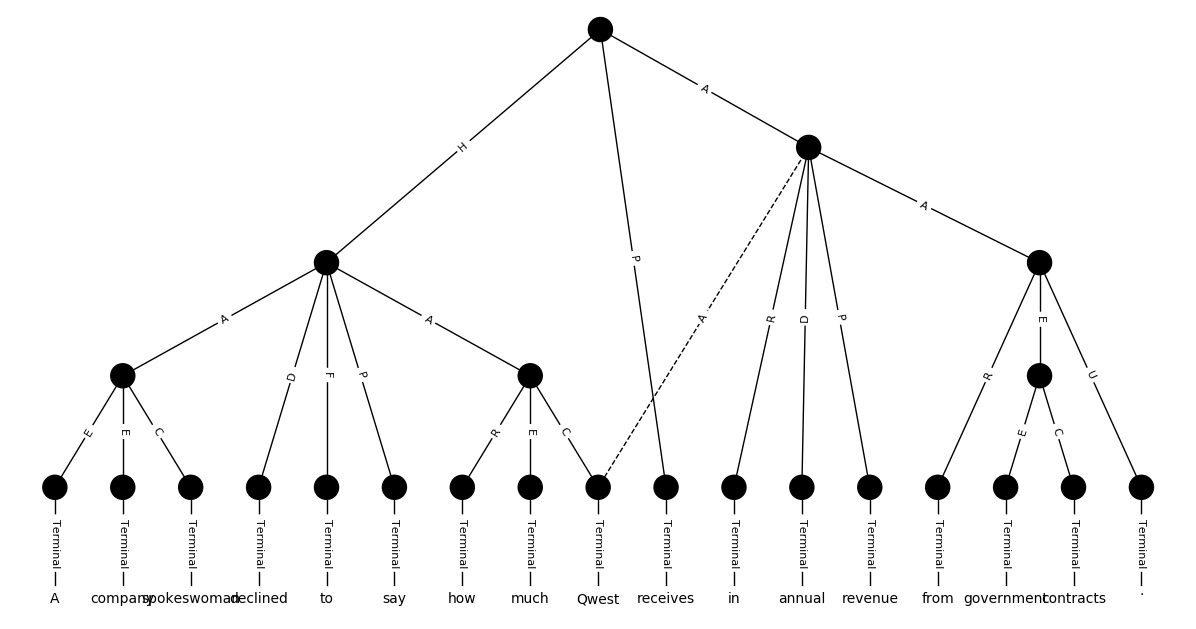 H P A
A D F P A A R D P A
E E C R E C R E U
E C
Terminal Terminal Terminal Terminal Terminal Terminal Terminal Terminal Terminal Terminal Terminal Terminal Terminal Terminal Terminal Terminal Terminal
A company spokeswoman declined to say how much Qwest receives in annual revenue from government contracts .